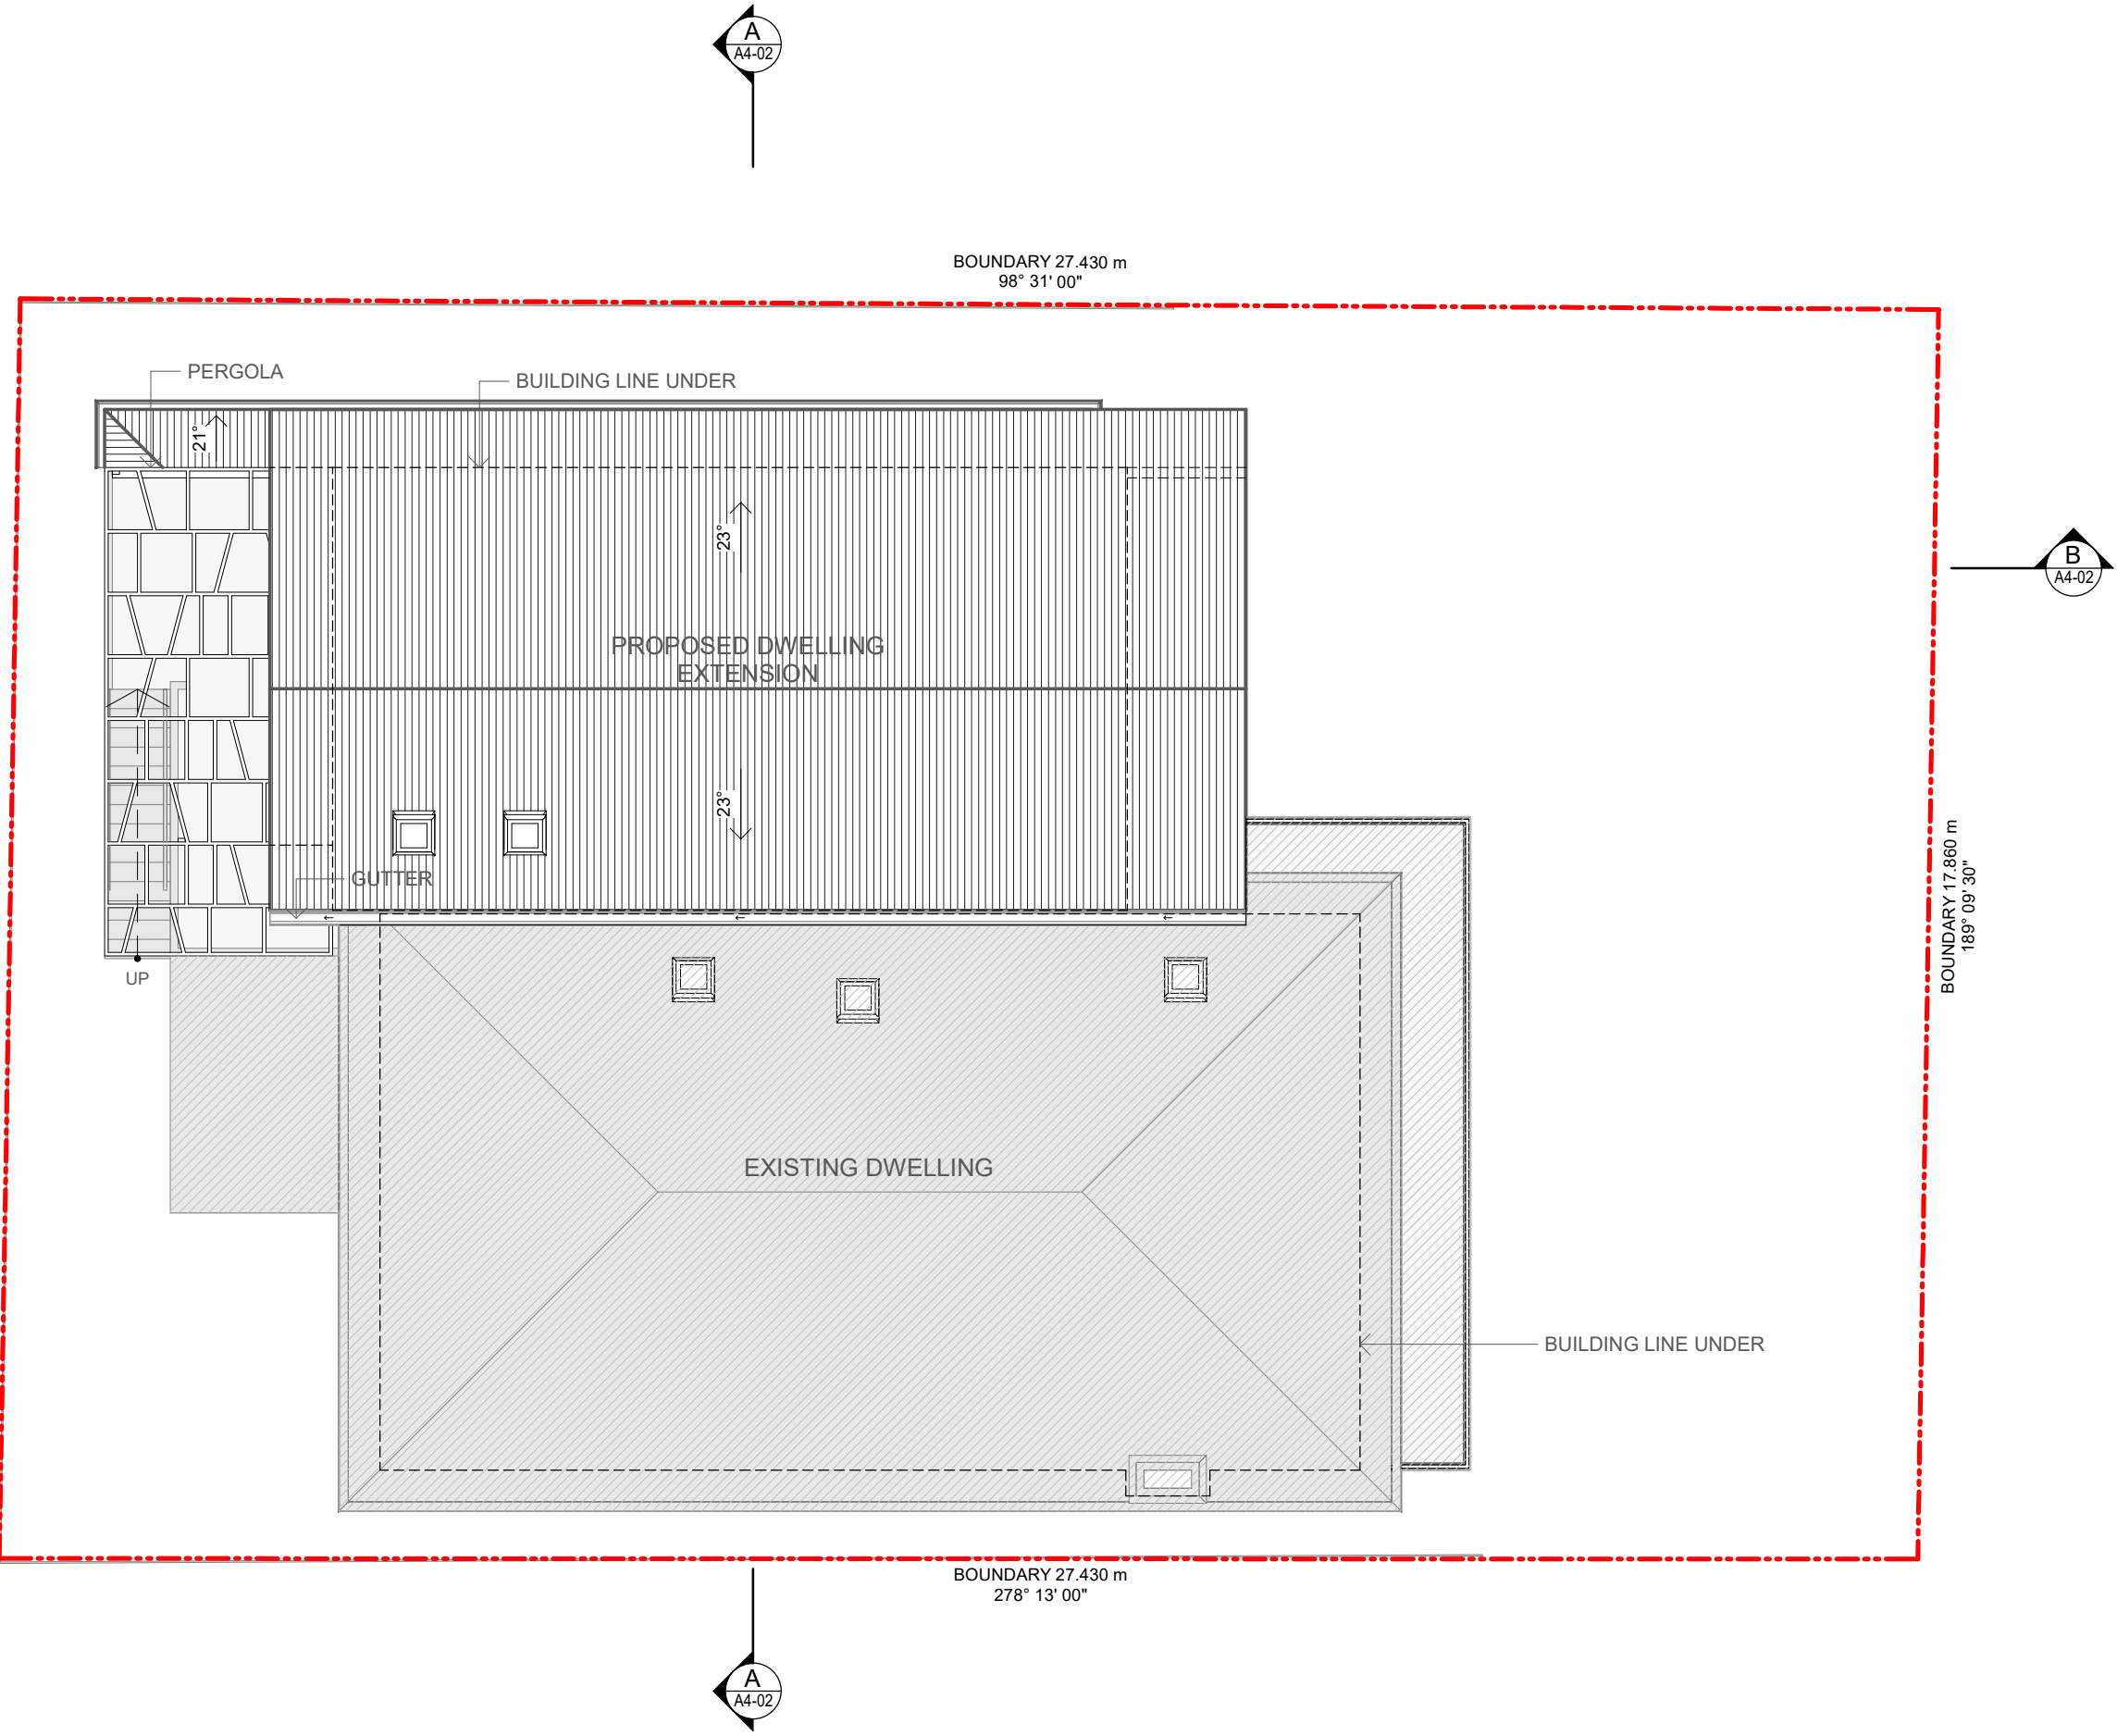 A
A4-02
BOUNDARY 27.430 m
98° 31' 00"
PERGOLA
BUILDING LINE UNDER
21°
23°
B
A4-02
PROPOSED DWELLING
EXTENSION
23°
GUTTER
BOUNDARY 17.860 m
189° 09' 30"
UP
EXISTING DWELLING
BUILDING LINE UNDER
BOUNDARY 27.430 m
278° 13' 00"
A
A4-02